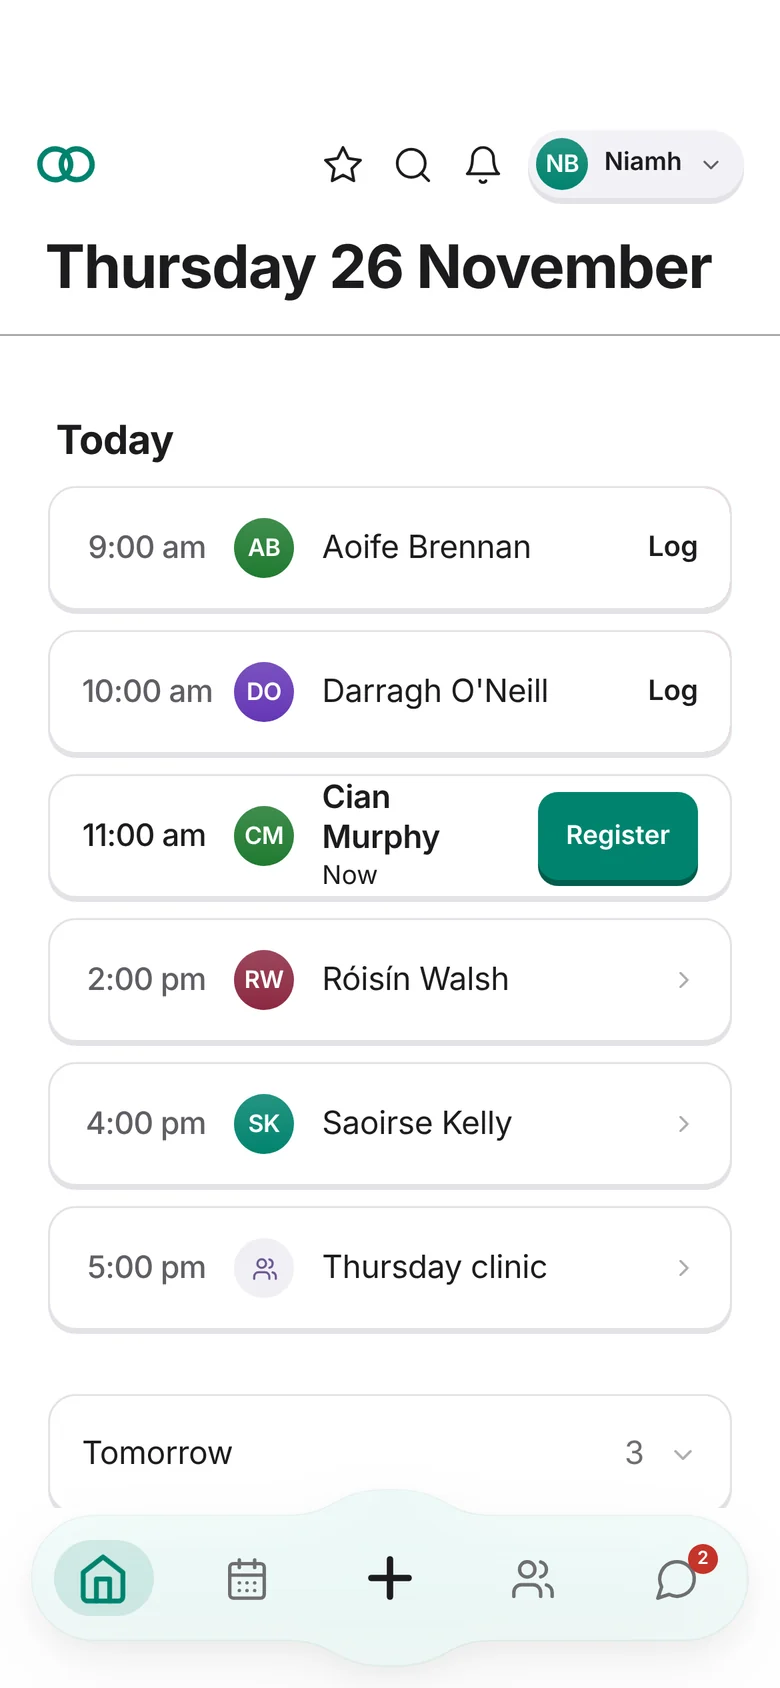 NB Niamh
Thursday 26 November
Today
9:00 am AB Aoife Brennan Log
10:00 am DO Darragh O'Neill Log
11:00 am CM Cian Murphy Now Register
2:00 pm RW Róisín Walsh
4:00 pm SK Saoirse Kelly
5:00 pm Thursday clinic
Tomorrow 3
2